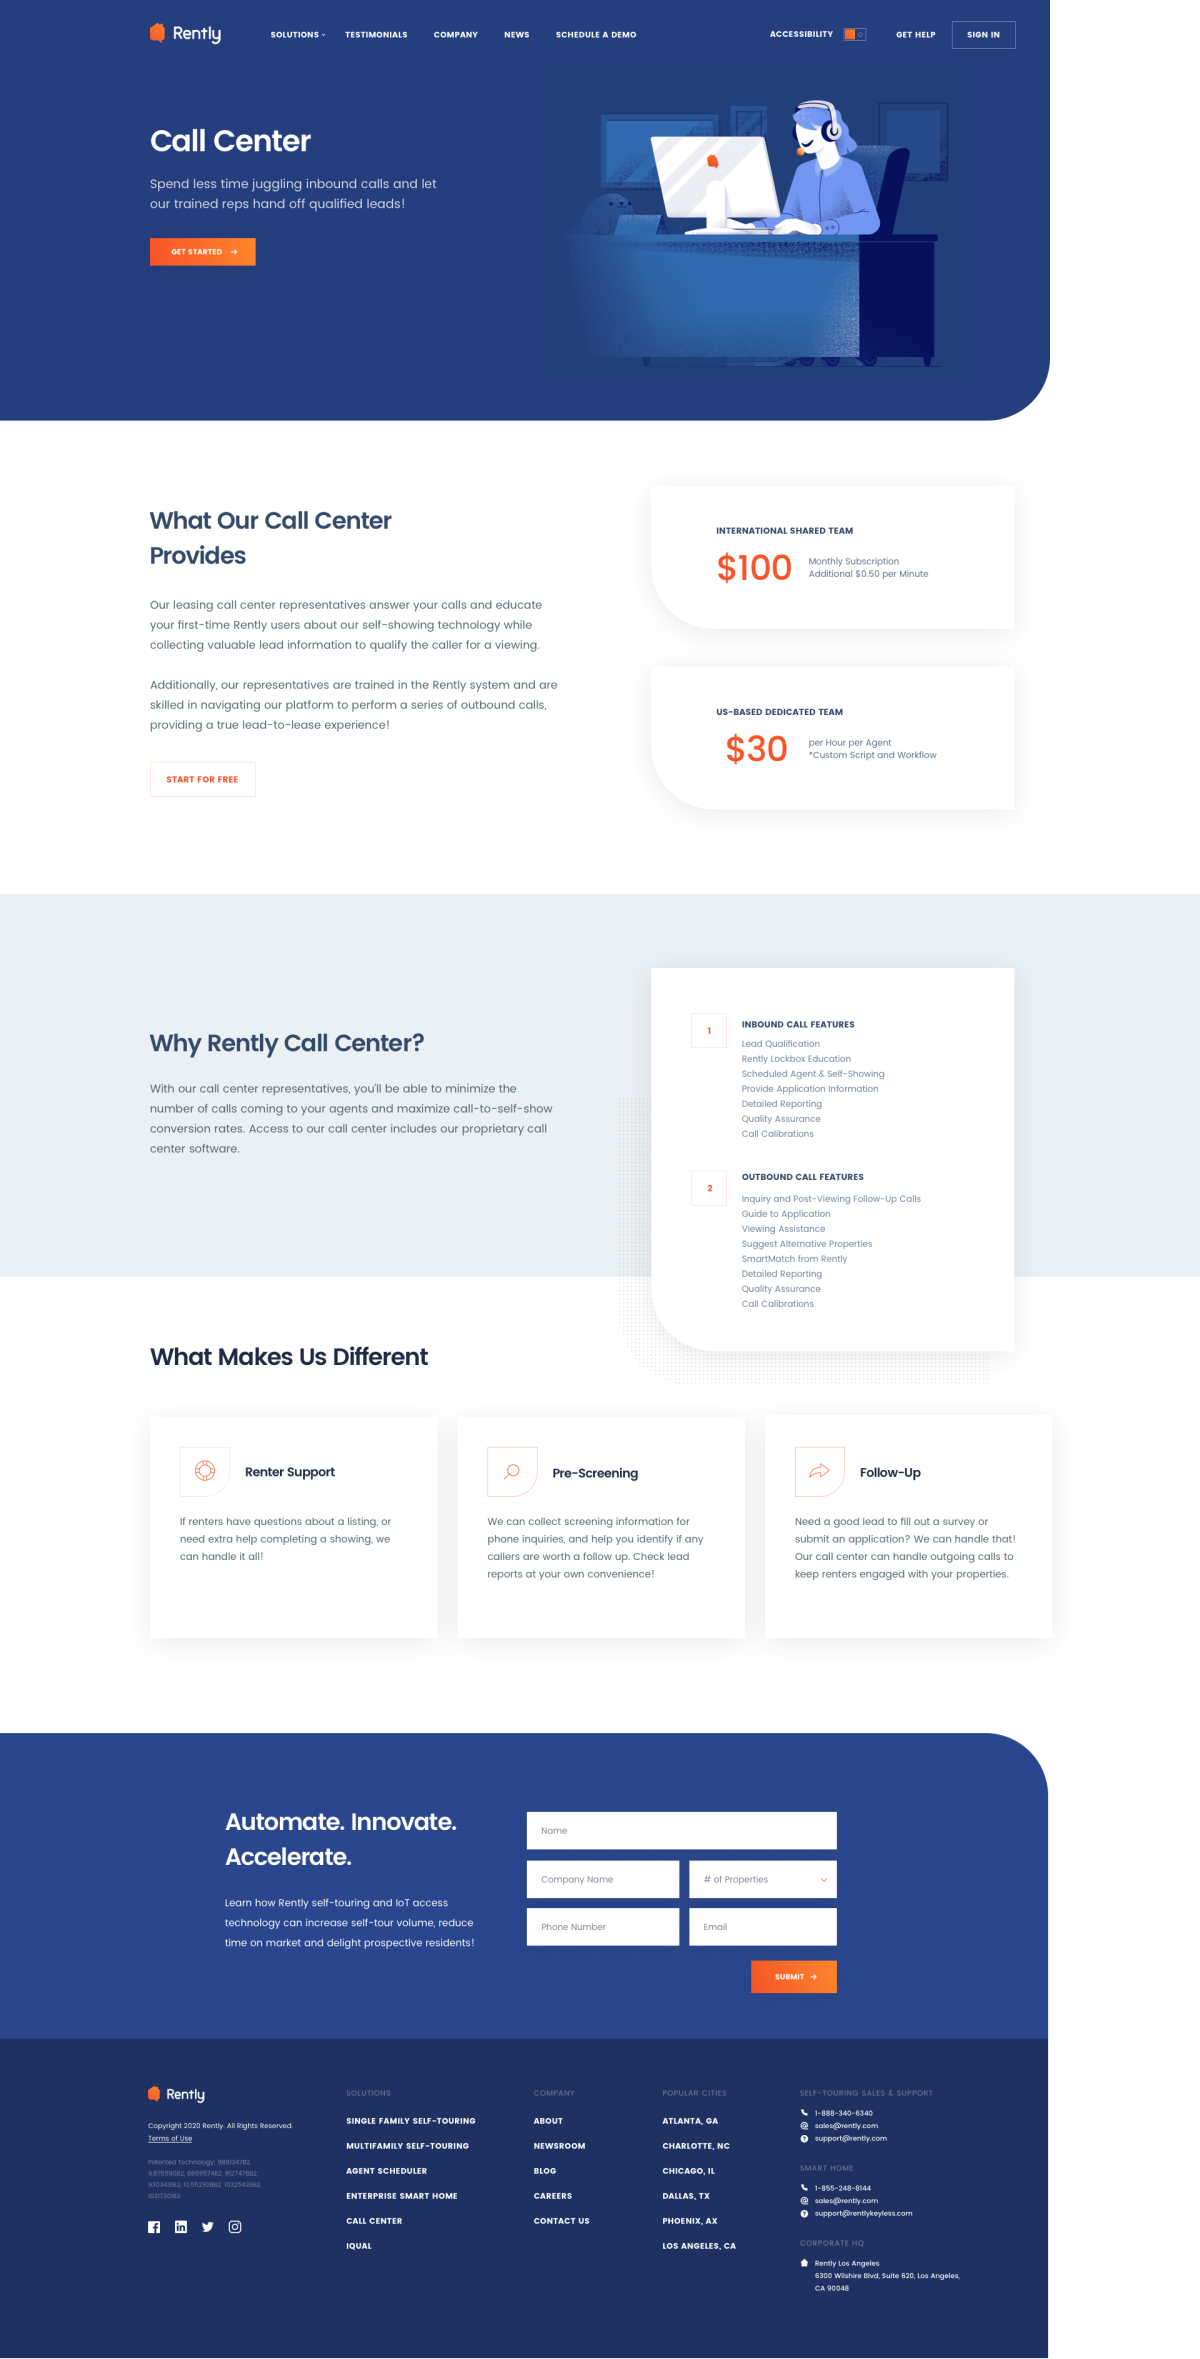 Rently
SOLUTIONS
TESTIMONIALS
COMPANY
NEWS
SCHEDULE A DEMO
ACCESSIBILITY
GET HELP
SIGN IN
Call Center
Spend less time juggling inbound calls and let
our trained reps hand off qualified leads!
GET STARTED
What Our Call Center
Provides
Our leasing call center representatives answer your calls and educate
your first-time Rently users about our self-showing technology while
collecting valuable lead information to qualify the caller for a viewing.
Additionally, our representatives are trained in the Rently system and are
skilled in navigating our platform to perform a series of outbound calls,
providing a true lead-to-lease experience!
START FOR FREE
INTERNATIONAL SHARED TEAM
$100
Monthly Subscription
Additional $0.50 per Minute
US-BASED DEDICATED TEAM
$30
per Hour per Agent
*Custom Script and Workflow
Why Rently Call Center?
With our call center representatives, you'll be able to minimize the
number of calls coming to your agents and maximize call-to-self-show
conversion rates. Access to our call center includes our proprietary call
center software.
1
INBOUND CALL FEATURES
Lead Qualification
Rently Lockbox Education
Scheduled Agent & Self-Showing
Provide Application Information
Detailed Reporting
Quality Assurance
Call Calibrations
2
OUTBOUND CALL FEATURES
Inquiry and Post-Viewing Follow-Up Calls
Guide to Application
Viewing Assistance
Suggest Alternative Properties
SmartMatch from Rently
Detailed Reporting
Quality Assurance
Call Calibrations
What Makes Us Different
Renter Support
If renters have questions about a listing, or
need extra help completing a showing, we
can handle it all!
Pre-Screening
We can collect screening information for
phone inquiries, and help you identify if any
callers are worth a follow up. Check lead
reports at your own convenience!
Follow-Up
Need a good lead to fill out a survey or
submit an application? We can handle that!
Our call center can handle outgoing calls to
keep renters engaged with your properties.
Automate. Innovate.
Accelerate.
Learn how Rently self-touring and IoT access
technology can increase self-tour volume, reduce
time on market and delight prospective residents!
Name
Company Name
# of Properties
Phone Number
Email
SUBMIT
Rently
Copyright 2020 Rently. All Rights Reserved.
Terms of Use
Patented Technology:
SOLUTIONS
SINGLE FAMILY SELF-TOURING
MULTIFAMILY SELF-TOURING
AGENT SCHEDULER
ENTERPRISE SMART HOME
CALL CENTER
IQUAL
COMPANY
ABOUT
NEWSROOM
BLOG
CAREERS
CONTACT US
POPULAR CITIES
ATLANTA, GA
CHARLOTTE, NC
CHICAGO, IL
DALLAS, TX
PHOENIX, AX
LOS ANGELES, CA
SELF-TOURING SALES & SUPPORT
1-888-340-6340
sales@rently.com
support@rently.com
SMART HOME
1-855-248-8144
sales@rently.com
support@rentlykeyless.com
CORPORATE HQ
Rently Los Angeles
6300 Wilshire Blvd, Suite 620, Los Angeles,
CA 90048